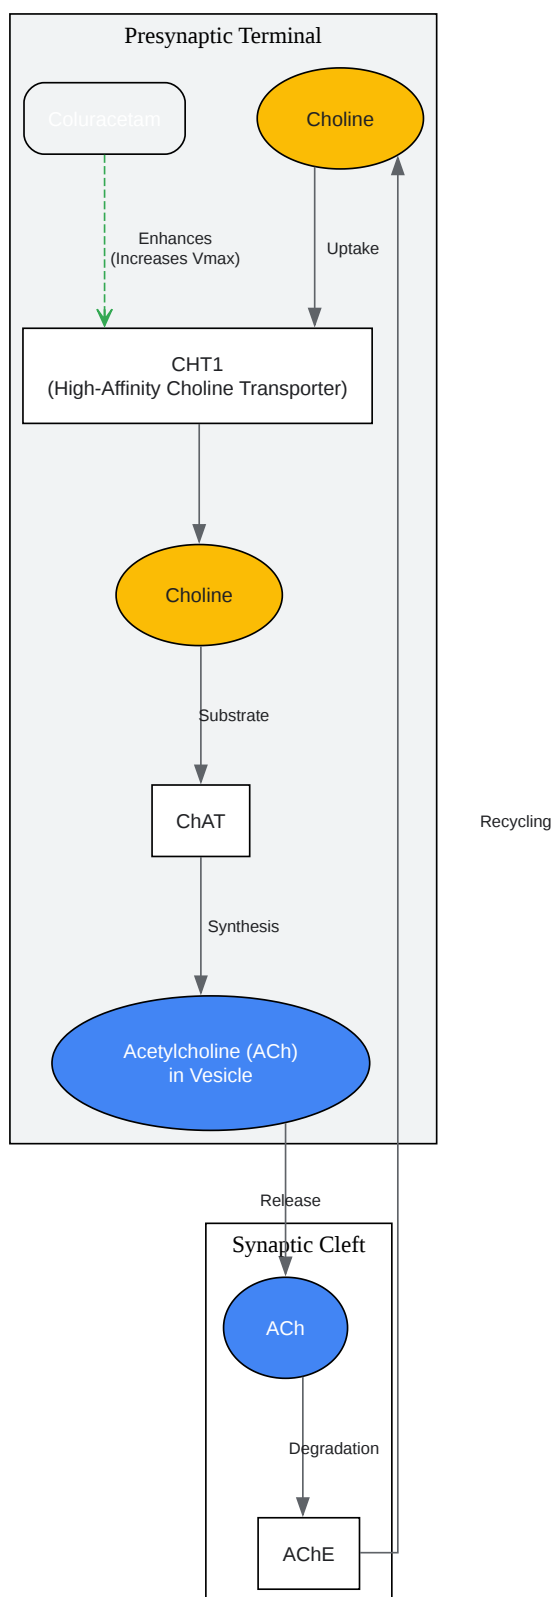 Presynaptic Terminal
Coluracetam
Choline
Enhances
(Increases Vmax)
Uptake
CHT1
(High-Affinity Choline Transporter)
Choline
Substrate
ChAT
Recycling
Synthesis
Acetylcholine (ACh)
in Vesicle
Release
Synaptic Cleft
ACh
Degradation
AChE